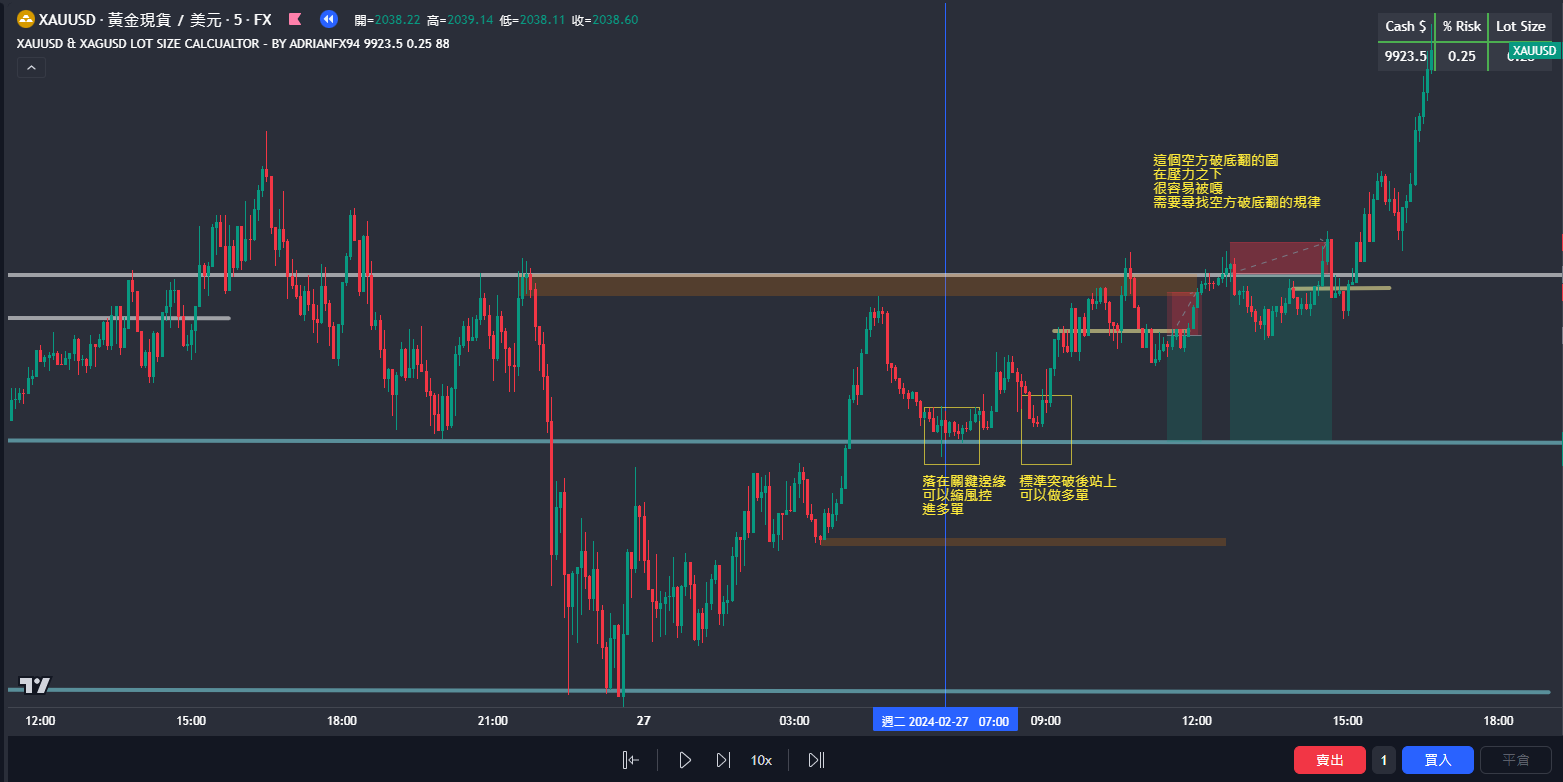 XAUUSD · 黃金現貨 / 美元 · 5 · FX 開=2038.22 高=2039.14 低=2038.11 收=2038.60
XAUUSD & XAGUSD LOT SIZE CALCUALTOR - BY ADRIANFX94 9923.5 0.25 88
Cash $ % Risk Lot Size
XAUUSD
9923.5 0.25
這個空方破底翻的圖
在壓力之下
很容易被嘎
需要尋找空方破底翻的規律
落在關鍵邊緣
可以縮風控
進多單
標準突破後站上
可以做多單
12:00 15:00 18:00 21:00 27 03:00 週二 2024-02-27 07:00 09:00 12:00 15:00 18:00
10x
賣出 1 買入 平倉